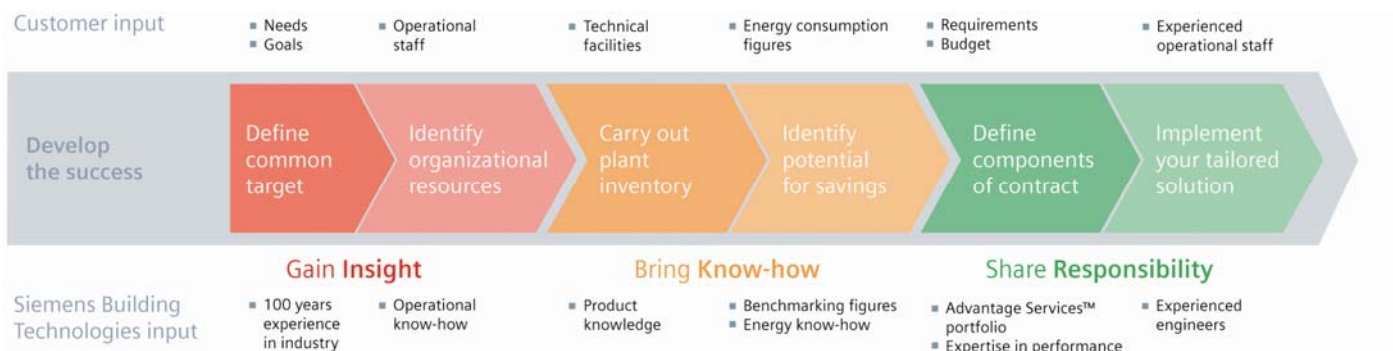 Customer input
Needs
Goals
Operational
staff
Technical
facilities
Energy consumption
figures
Requirements
Budget
Experienced
operational staff
Develop
the success
Define
common
target
Identify
organizational
resources
Carry out
plant
inventory
Identify
potential
for savings
Define
components
of contract
Implement
your tailored
solution
Gain Insight
Bring Know-how
Share Responsibility
Siemens Building
Technologies input
100 years
experience
in industry
Operational
know-how
Product
knowledge
Benchmarking figures
Energy know-how
Advantage Services™
portfolio
Expertise in performance
Experienced
engineers